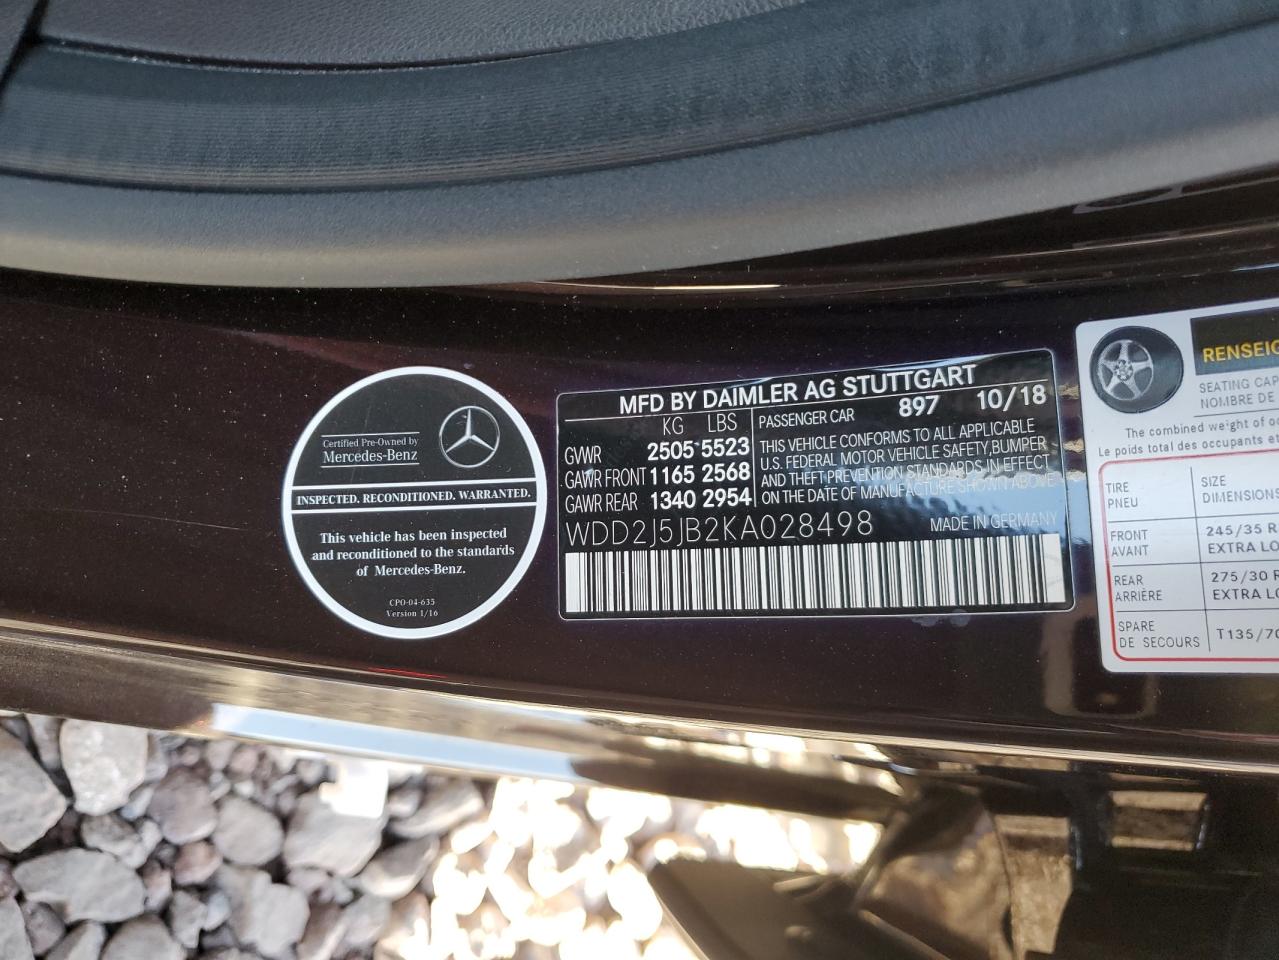 Certified Pre-Owned by
Mercedes-Benz
INSPECTED. RECONDITIONED. WARRANTED.
This vehicle has been inspected
and reconditioned to the standards
of Mercedes-Benz.
CPO-04-635
Version 1/16
MFD BY DAIMLER AG STUTTGART
KG LBS
GVWR 2505 5523
GAWR FRONT 1165 2568
GAWR REAR 1340 2954
PASSENGER CAR 897 10/18
THIS VEHICLE CONFORMS TO ALL APPLICABLE
U.S. FEDERAL MOTOR VEHICLE SAFETY,BUMPER
AND THEFT PREVENTION STANDARDS IN EFFECT
ON THE DATE OF MANUFACTURE SHOWN ABOVE
WDD2J5JB2KA028498 MADE IN GERMANY
RENSEIG
SEATING CAP
NOMBRE DE
The combined weight of oc
Le poids total des occupants et
TIRE SIZE
PNEU DIMENSIONS
FRONT 245/35 R
AVANT EXTRA LO
REAR 275/30 R
ARRIÈRE EXTRA LO
SPARE
DE SECOURS T135/70